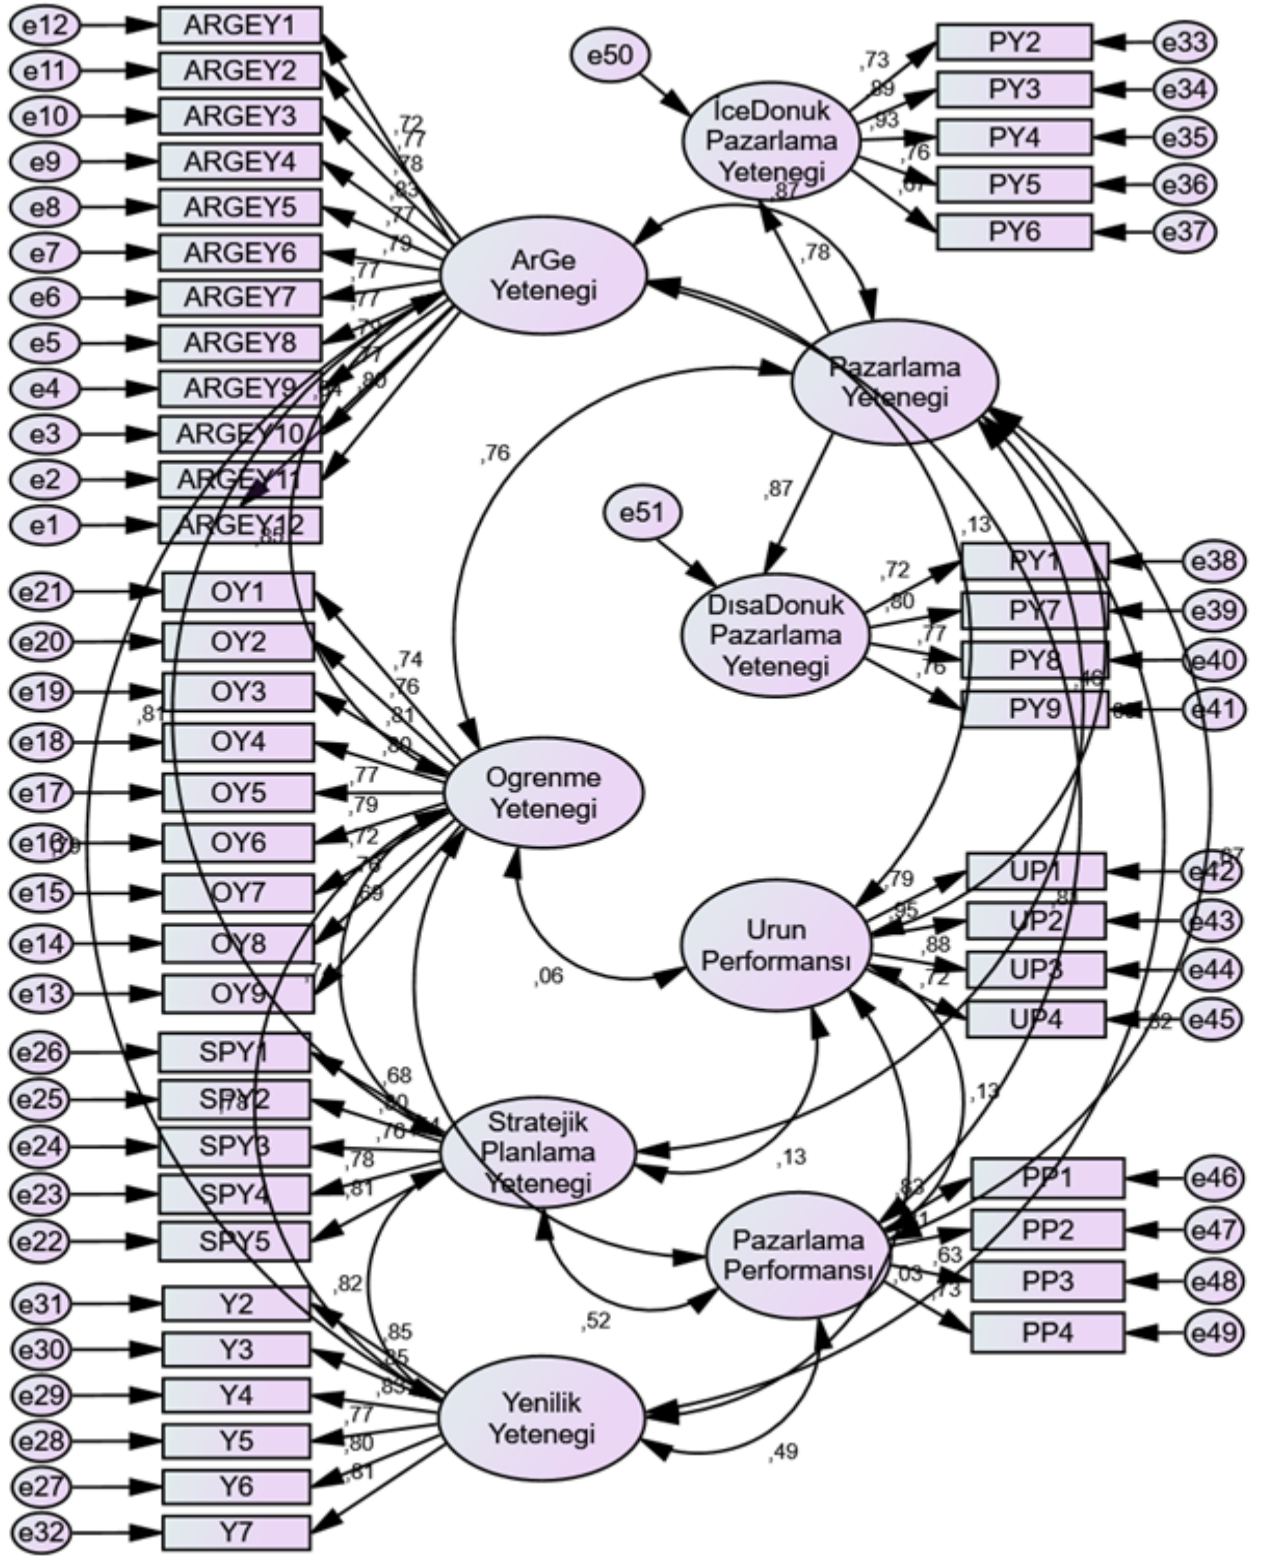 e12
ARGEY1
e11
ARGEY2
e10
ARGEY3
e9
ARGEY4
e8
ARGEY5
e7
ARGEY6
e6
ARGEY7
e5
ARGEY8
e4
ARGEY9
e3
ARGEY10
e2
ARGEY11
e1
ARGEY12
,72
,77
,78
,83
,77
,79
,77
,77
,79
,77
,80
ArGe
Yetenegi
e50
İceDonuk
Pazarlama
Yetenegi
,87
,73
,89
,93
,76
PY2
e33
PY3
e34
PY4
e35
PY5
e36
PY6
e37
,78
Pazarlama
Yetenegi
,76
,87
e51
DısaDonuk
Pazarlama
Yetenegi
,13
,72
,80
,77
,76
PY1
e38
PY7
e39
PY8
e40
PY9
e41
,46
,85
e21
OY1
e20
OY2
e19
OY3
e18
OY4
e17
OY5
e16
OY6
e15
OY7
e14
OY8
e13
OY9
,81
,74
,76
,81
,80
,77
,79
,72
,76
,69
Ogrenme
Yetenegi
,06
Urun
Performansı
,79
,95
,88
,72
UP1
e42
UP2
e43
UP3
e44
UP4
e45
,81
e26
SPY1
e25
SPY2
e24
SPY3
e23
SPY4
e22
SPY5
,78
,68
,80
,76
,78
,81
Stratejik
Planlama
Yetenegi
,13
,13
,52
Pazarlama
Performansı
,83
,63
,03
,73
PP1
e46
PP2
e47
PP3
e48
PP4
e49
,82
e31
Y2
e30
Y3
e29
Y4
e28
Y5
e27
Y6
e32
Y7
,85
,85
,83
,77
,80
,81
Yenilik
Yetenegi
,49